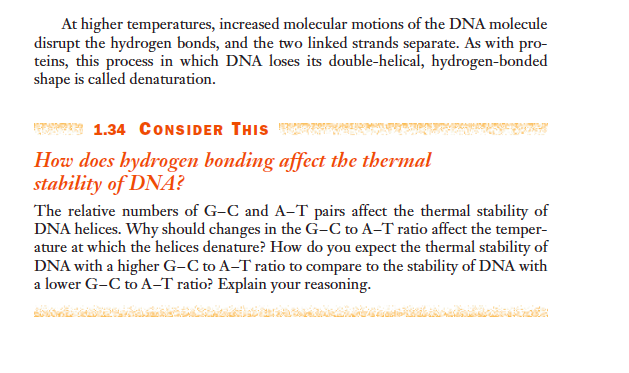 At higher temperatures, increased molecular motions of the DNA molecule
disrupt the hydrogen bonds, and the two linked strands separate. As with pro-
teins, this process in which DNA loses its double-helical, hydrogen-bonded
shape is called denaturation.
1.34 CONSIDER THIS
How does hydrogen bonding affect the thermal
stability of DNA?
The relative numbers of G–C and A–T pairs affect the thermal stability of
DNA helices. Why should changes in the G–C to A–T ratio affect the temper-
ature at which the helices denature? How do you expect the thermal stability of
DNA with a higher G–C to A–T ratio to compare to the stability of DNA with
a lower G–C to A–T ratio? Explain your reasoning.